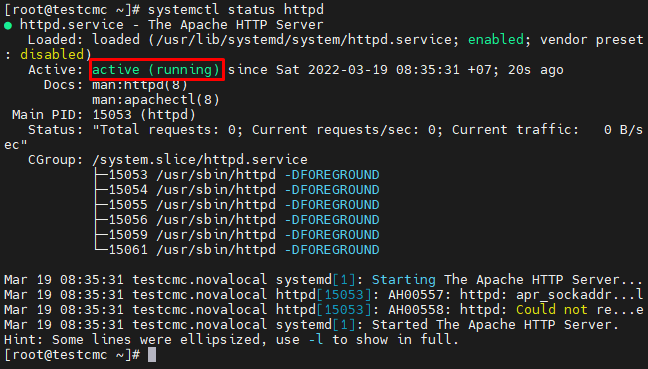 [root@testcmc ~]# systemctl status httpd
● httpd.service - The Apache HTTP Server
   Loaded: loaded (/usr/lib/systemd/system/httpd.service; enabled; vendor preset
: disabled)
   Active: active (running) since Sat 2022-03-19 08:35:31 +07; 20s ago
     Docs: man:httpd(8)
           man:apachectl(8)
 Main PID: 15053 (httpd)
   Status: "Total requests: 0; Current requests/sec: 0; Current traffic:   0 B/s
ec"
   CGroup: /system.slice/httpd.service
           ├─15053 /usr/sbin/httpd -DFOREGROUND
           ├─15054 /usr/sbin/httpd -DFOREGROUND
           ├─15055 /usr/sbin/httpd -DFOREGROUND
           ├─15056 /usr/sbin/httpd -DFOREGROUND
           ├─15059 /usr/sbin/httpd -DFOREGROUND
           └─15061 /usr/sbin/httpd -DFOREGROUND
Mar 19 08:35:31 testcmc.novalocal systemd[1]: Starting The Apache HTTP Server...
Mar 19 08:35:31 testcmc.novalocal httpd[15053]: AH00557: httpd: apr_sockaddr...l
Mar 19 08:35:31 testcmc.novalocal httpd[15053]: AH00558: httpd: Could not re...e
Mar 19 08:35:31 testcmc.novalocal systemd[1]: Started The Apache HTTP Server.
Hint: Some lines were ellipsized, use -l to show in full.
[root@testcmc ~]#